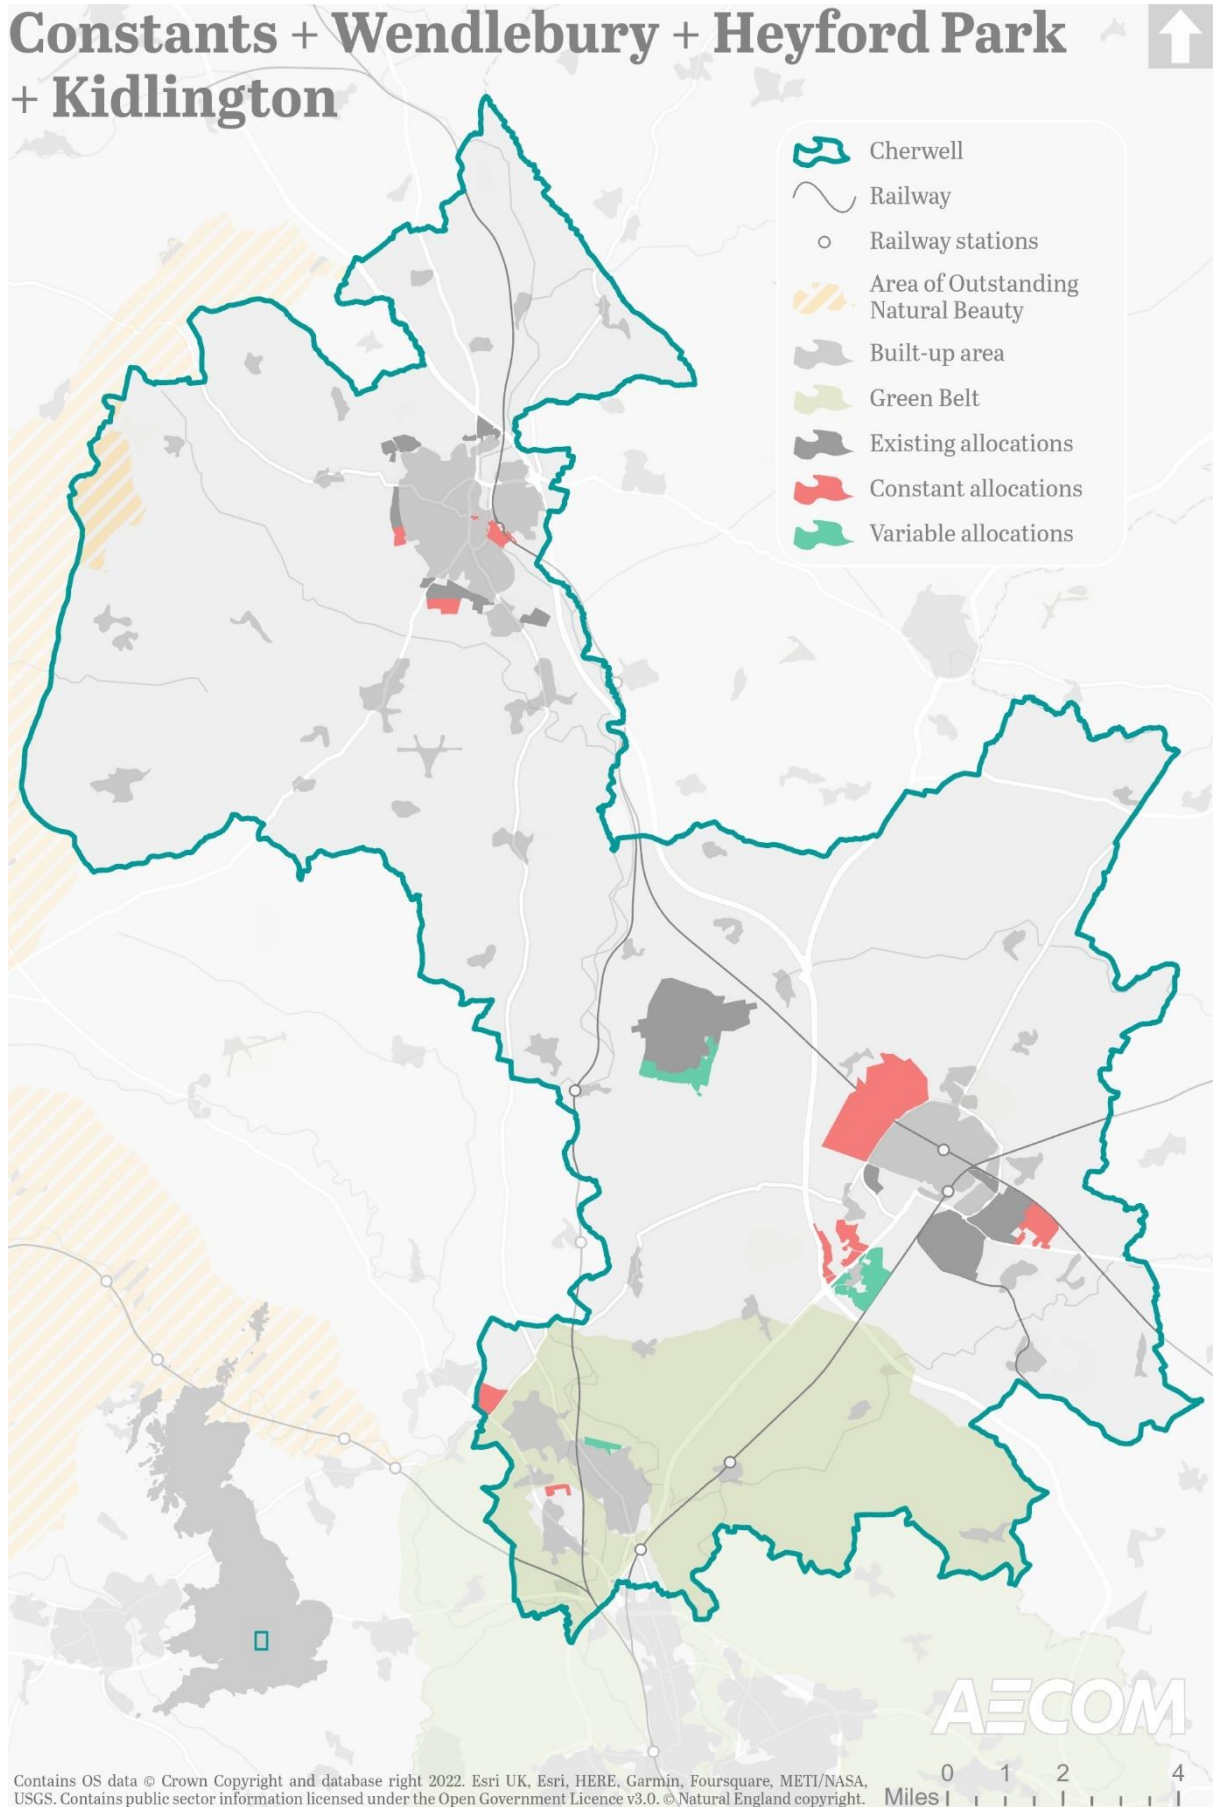 Constants + Wendlebury + Heyford Park
+ Kidlington
Cherwell
Railway
Railway stations
Area of Outstanding
Natural Beauty
Built-up area
Green Belt
Existing allocations
Constant allocations
Variable allocations
AECOM
Contains OS data © Crown Copyright and database right 2022. Esri UK, Esri, HERE, Garmin, Foursquare, METI/NASA,
USGS. Contains public sector information licensed under the Open Government Licence v3.0. © Natural England copyright.
0 1 2 4
Miles